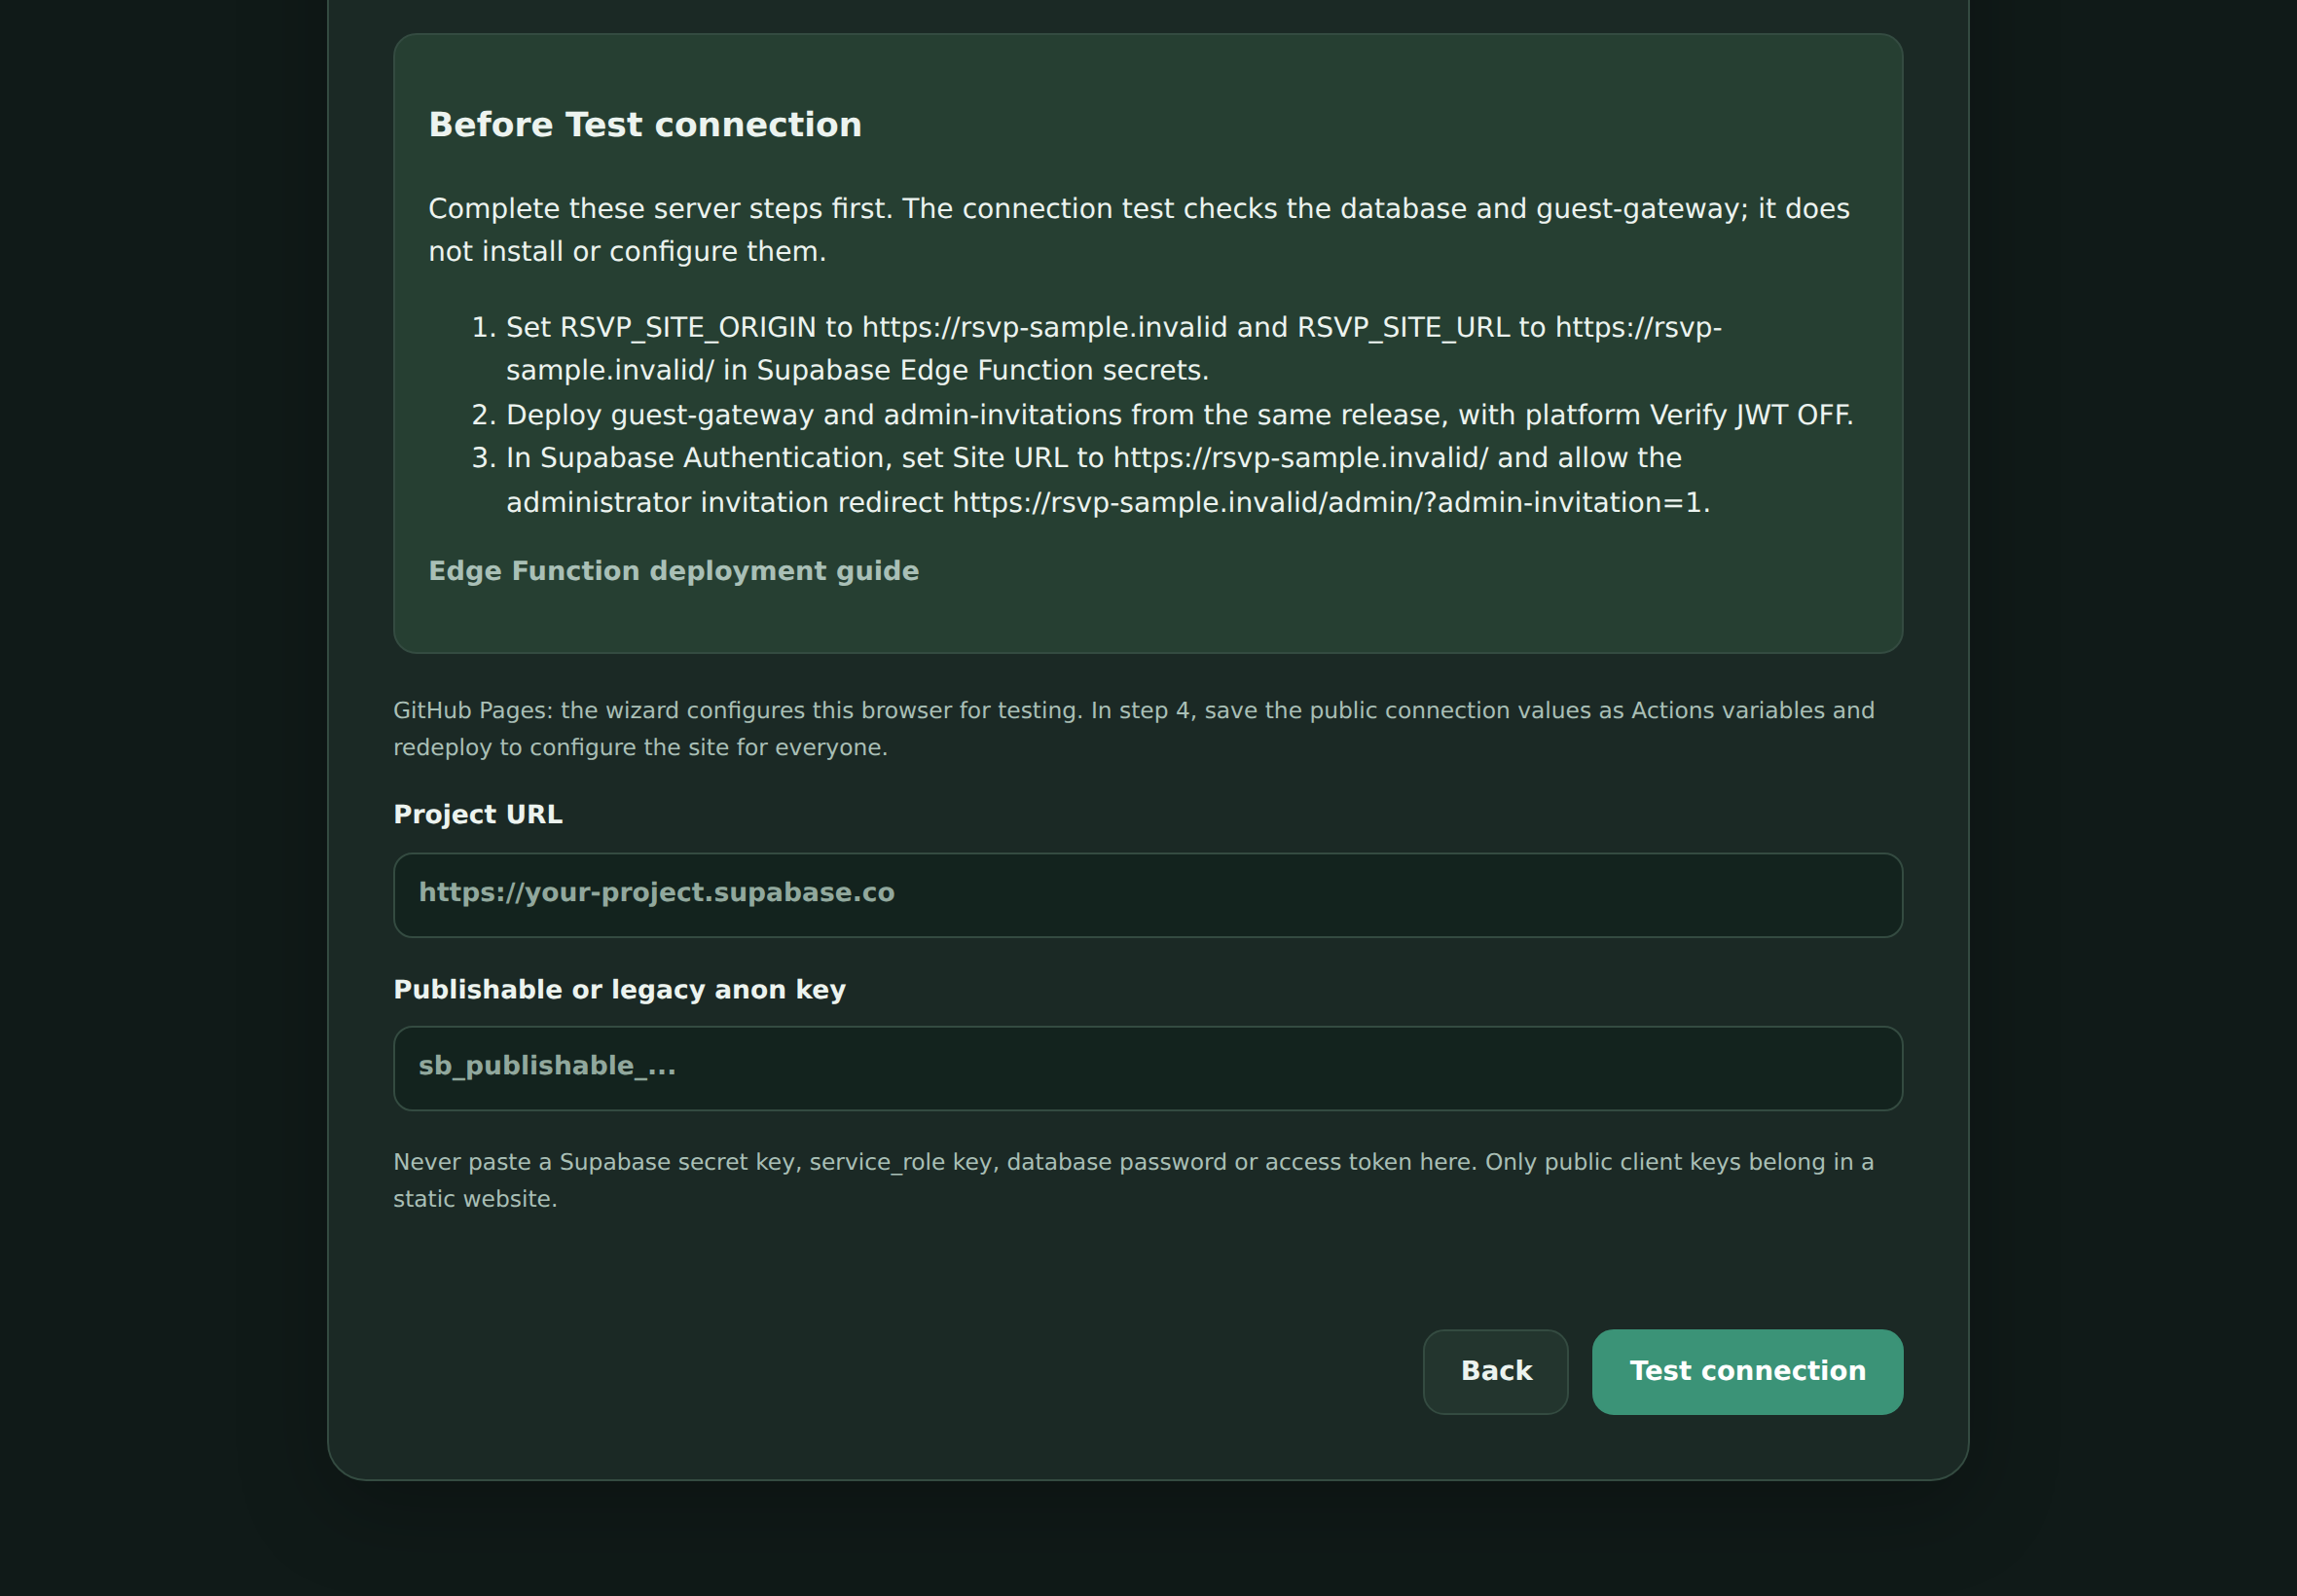 Before Test connection
Complete these server steps first. The connection test checks the database and guest-gateway; it does
not install or configure them.
1. Set RSVP_SITE_ORIGIN to https://rsvp-sample.invalid and RSVP_SITE_URL to https://rsvp-
sample.invalid/ in Supabase Edge Function secrets.
2. Deploy guest-gateway and admin-invitations from the same release, with platform Verify JWT OFF.
3. In Supabase Authentication, set Site URL to https://rsvp-sample.invalid/ and allow the
administrator invitation redirect https://rsvp-sample.invalid/admin/?admin-invitation=1.
Edge Function deployment guide
GitHub Pages: the wizard configures this browser for testing. In step 4, save the public connection values as Actions variables and
redeploy to configure the site for everyone.
Project URL
https://your-project.supabase.co
Publishable or legacy anon key
sb_publishable_...
Never paste a Supabase secret key, service_role key, database password or access token here. Only public client keys belong in a
static website.
Back
Test connection